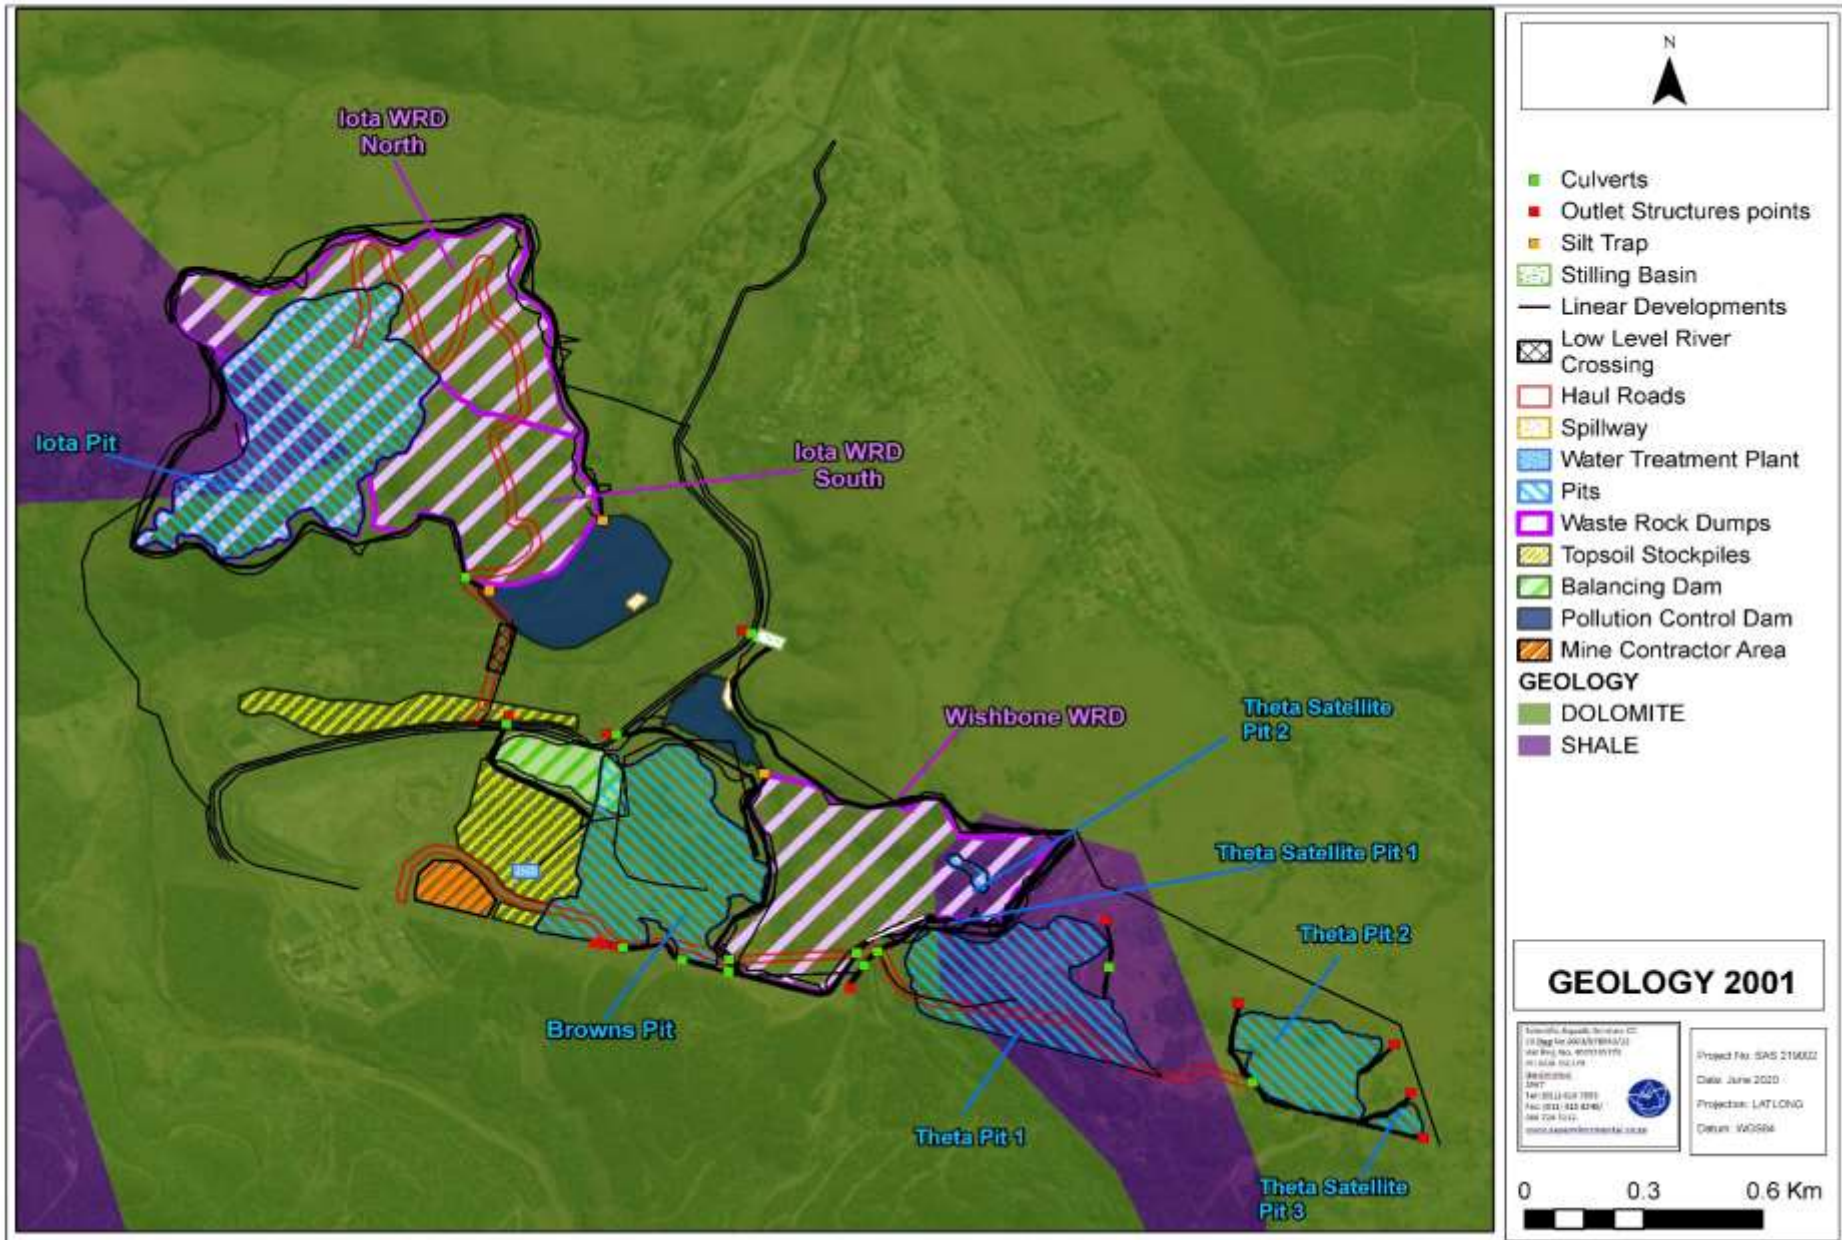 Iota WRD
North
Iota Pit
Iota WRD
South
Wishbone WRD
Theta Satellite
Pit 2
Theta Satellite Pit 1
Theta Pit 2
Browns Pit
Theta Pit 1
Theta Satellite
Pit 3
N
Culverts
Outlet Structures points
Silt Trap
Stilling Basin
Linear Developments
Low Level River
Crossing
Haul Roads
Spillway
Water Treatment Plant
Pits
Waste Rock Dumps
Topsoil Stockpiles
Balancing Dam
Pollution Control Dam
Mine Contractor Area
GEOLOGY
DOLOMITE
SHALE
GEOLOGY 2001
Project No: SAS 219002
Date: June 2020
Projection: LATLONG
Datum: WGS84
0 0.3 0.6 Km